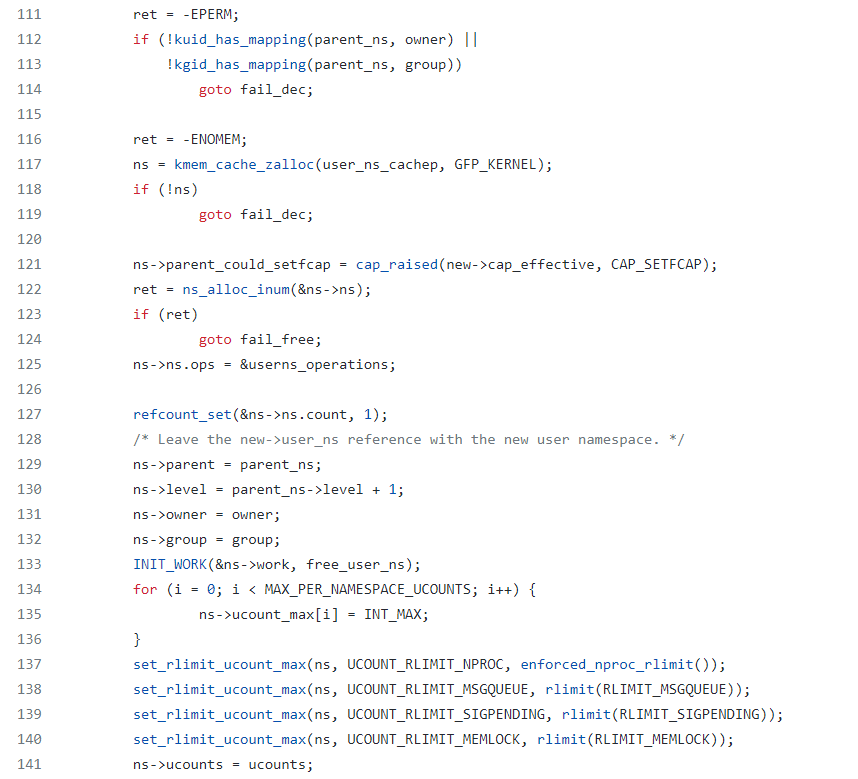 111 ret = -EPERM;
112 if (!kuid_has_mapping(parent_ns, owner) ||
113 !kgid_has_mapping(parent_ns, group))
114 goto fail_dec;
115
116 ret = -ENOMEM;
117 ns = kmem_cache_zalloc(user_ns_cachep, GFP_KERNEL);
118 if (!ns)
119 goto fail_dec;
120
121 ns->parent_could_setfcap = cap_raised(new->cap_effective, CAP_SETFCAP);
122 ret = ns_alloc_inum(&ns->ns);
123 if (ret)
124 goto fail_free;
125 ns->ns.ops = &userns_operations;
126
127 refcount_set(&ns->ns.count, 1);
128 /* Leave the new->user_ns reference with the new user namespace. */
129 ns->parent = parent_ns;
130 ns->level = parent_ns->level + 1;
131 ns->owner = owner;
132 ns->group = group;
133 INIT_WORK(&ns->work, free_user_ns);
134 for (i = 0; i < MAX_PER_NAMESPACE_UCOUNTS; i++) {
135 ns->ucount_max[i] = INT_MAX;
136 }
137 set_rlimit_ucount_max(ns, UCOUNT_RLIMIT_NPROC, enforced_nproc_rlimit());
138 set_rlimit_ucount_max(ns, UCOUNT_RLIMIT_MSGQUEUE, rlimit(RLIMIT_MSGQUEUE));
139 set_rlimit_ucount_max(ns, UCOUNT_RLIMIT_SIGPENDING, rlimit(RLIMIT_SIGPENDING));
140 set_rlimit_ucount_max(ns, UCOUNT_RLIMIT_MEMLOCK, rlimit(RLIMIT_MEMLOCK));
141 ns->ucounts = ucounts;